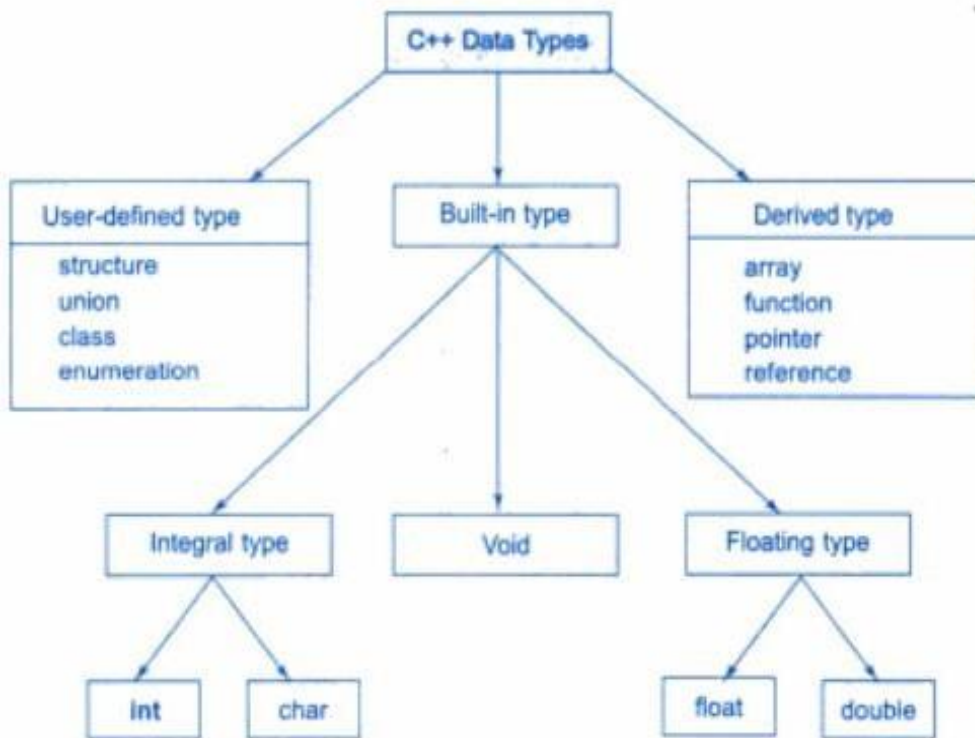 C++ Data Types
User-defined type
structure
union
class
enumeration
Built-in type
Derived type
array
function
pointer
reference
Integral type
Void
Floating type
int
char
float
double